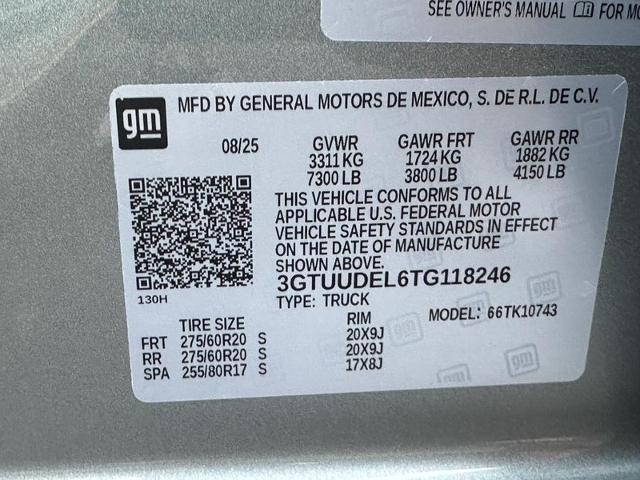 SEE OWNER'S MANUAL FOR MO
gm
MFD BY GENERAL MOTORS DE MEXICO, S. DE R.L. DE C.V.
08/25 GVWR GAWR FRT GAWR RR
3311 KG 1724 KG 1882 KG
7300 LB 3800 LB 4150 LB
THIS VEHICLE CONFORMS TO ALL
APPLICABLE U.S. FEDERAL MOTOR
VEHICLE SAFETY STANDARDS IN EFFECT
ON THE DATE OF MANUFACTURE
SHOWN ABOVE.
3GTUUDEL6TG118246
130H
TYPE: TRUCK
MODEL: 66TK10743
TIRE SIZE RIM
FRT 275/60R20 S 20X9J
RR 275/60R20 S 20X9J
SPA 255/80R17 S 17X8J